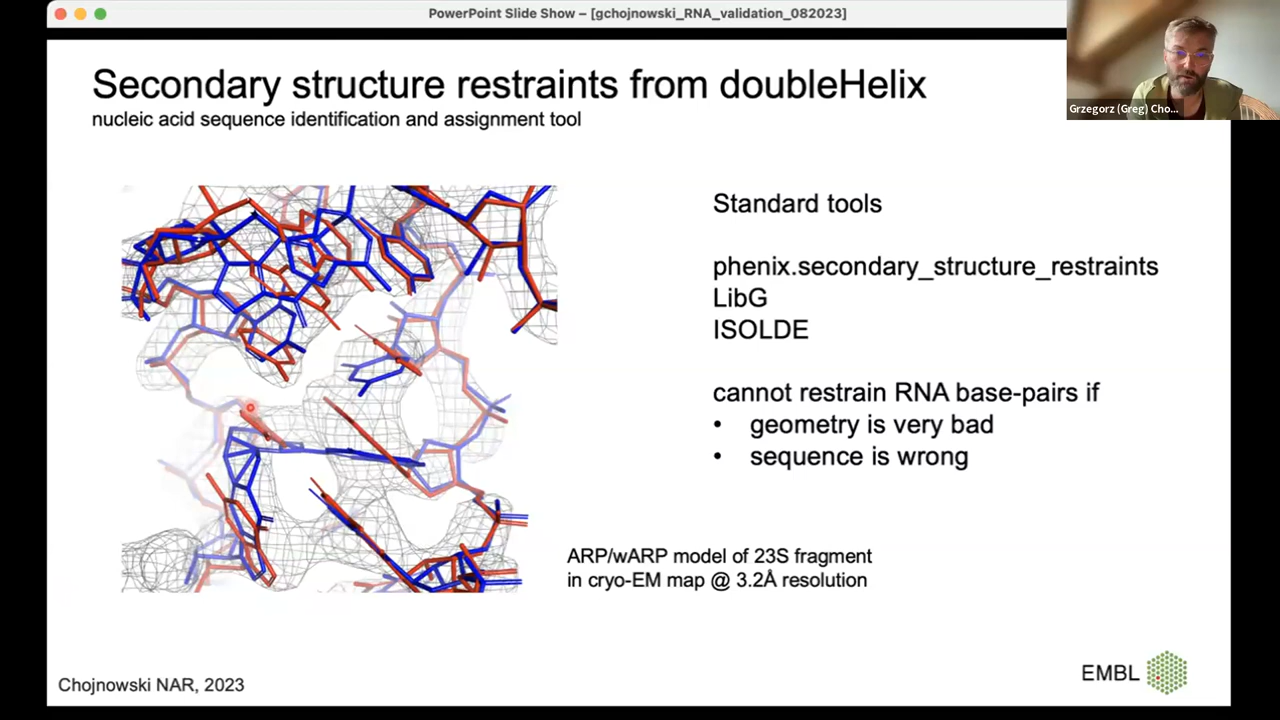 PowerPoint Slide Show – [gchojnowski_RNA_validation_082023]
Grzegorz (Greg) Cho...
Secondary structure restraints from doubleHelix
nucleic acid sequence identification and assignment tool
Standard tools
phenix.secondary_structure_restraints
LibG
ISOLDE
cannot restrain RNA base-pairs if
• geometry is very bad
• sequence is wrong
ARP/wARP model of 23S fragment
in cryo-EM map @ 3.2Å resolution
Chojnowski NAR, 2023
EMBL